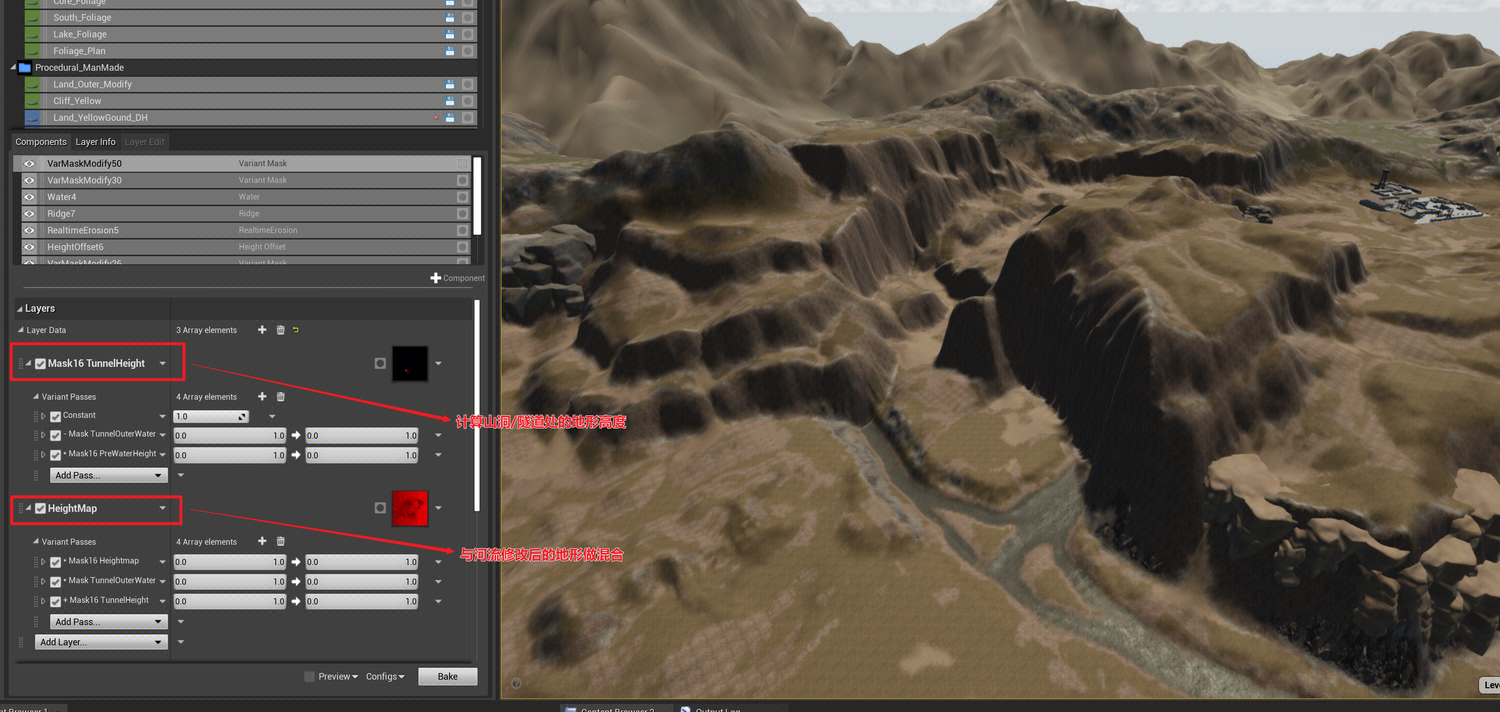 Core_Foliage
South_Foliage
Lake_Foliage
Foliage_Plan
Procedural_ManMade
Land_Outer_Modify
Cliff_Yellow
Land_YellowGound_DH
Components Layer Info Layer Edit
VarMaskModify50 Variant Mask
VarMaskModify30 Variant Mask
Water4 Water
Ridge7 Ridge
RealtimeErosion5 RealtimeErosion
HeightOffset6 Height Offset
VarMaskModify26 Variant Mask
Component
Layers
Layer Data 3 Array elements
Mask16 TunnelHeight
Variant Passes 4 Array elements
Constant 1.0
计算山洞/隧道处的地形高度
- Mask TunnelOuterWater 0.0 1.0 0.0 1.0
* Mask16 PreWaterHeight 0.0 1.0 0.0 1.0
Add Pass...
HeightMap
Variant Passes 4 Array elements
与河流修改后的地形做混合
* Mask16 Heightmap 0.0 1.0 0.0 1.0
* Mask TunnelOuterWater 0.0 1.0 0.0 1.0
+ Mask16 TunnelHeight 0.0 1.0 0.0 1.0
Add Pass...
Add Layer...
Preview Configs Bake
Leve
nt Browser 1 Content Browser 2 Output Log